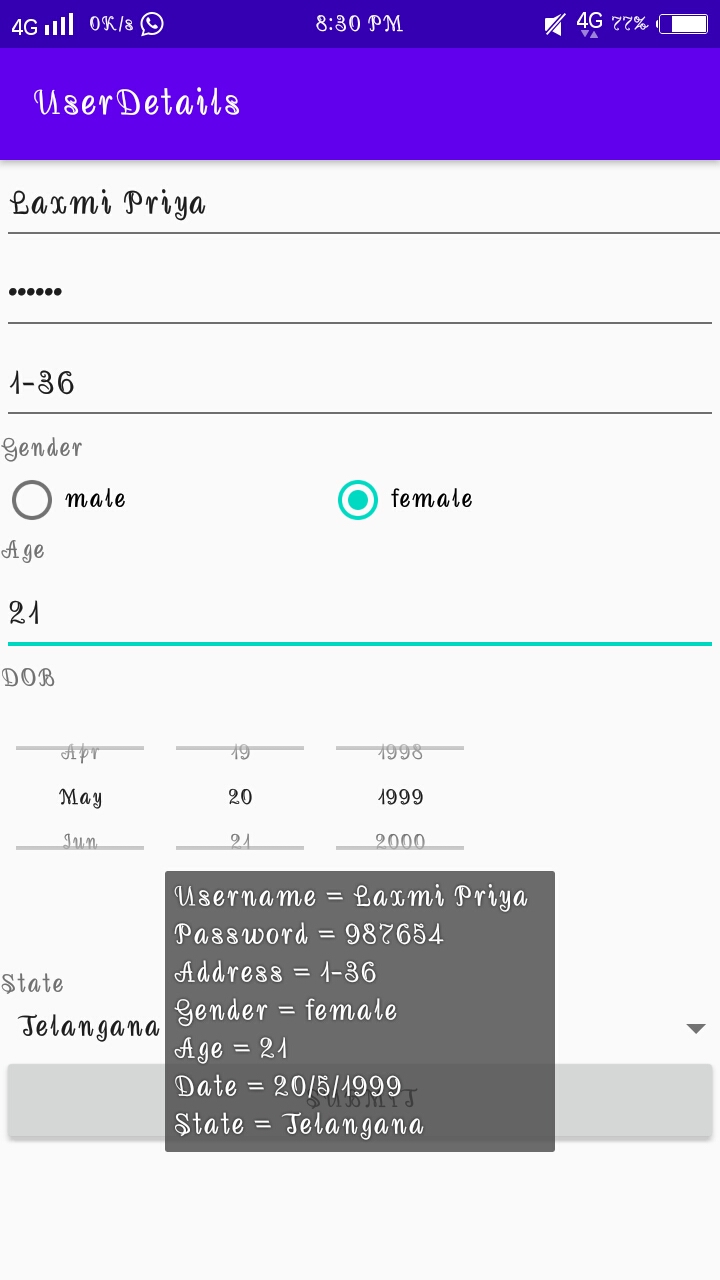 4G 0K/s 8:30 PM 4G 77%
UserDetails
Laxmi Priya
••••••
1-36
Gender
male female
Age
21
DOB
Apr 19 1998
May 20 1999
Jun 21 2000
Username = Laxmi Priya
Password = 987654
Address = 1-36
Gender = female
Age = 21
Date = 20/5/1999
State = Telangana
State
Telangana
SUBMIT